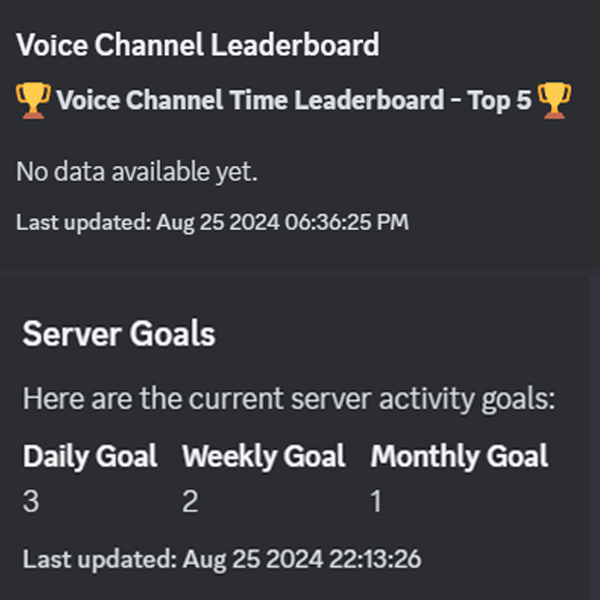 Voice Channel Leaderboard
🏆 Voice Channel Time Leaderboard - Top 5 🏆
No data available yet.
Last updated: Aug 25 2024 06:36:25 PM
Server Goals
Here are the current server activity goals:
Daily Goal Weekly Goal Monthly Goal
3 2 1
Last updated: Aug 25 2024 22:13:26